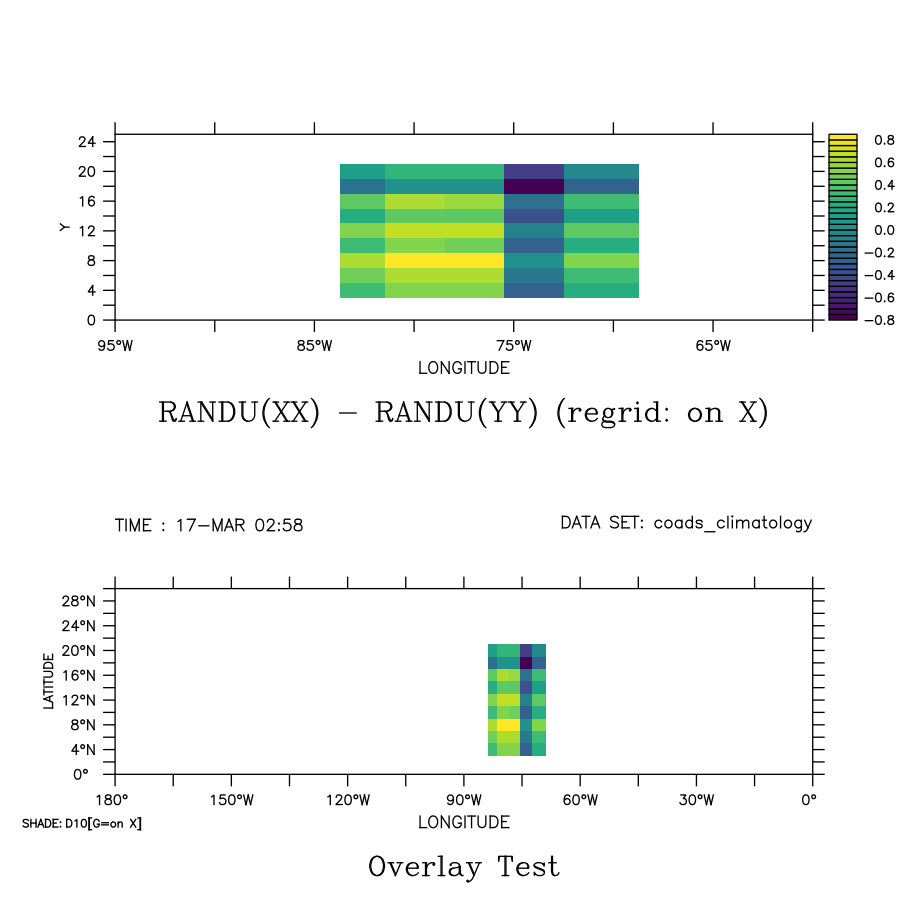 24
20
16
12
8
4
0
Y
0.8
0.6
0.4
0.2
0.0
−0.2
−0.4
−0.6
−0.8
95°W 85°W 75°W 65°W
LONGITUDE
RANDU(XX) − RANDU(YY) (regrid: on X)
TIME : 17−MAR 02:58
DATA SET: coads_climatology
28°N
24°N
20°N
16°N
12°N
8°N
4°N
0°
LATITUDE
180° 150°W 120°W 90°W 60°W 30°W 0°
LONGITUDE
SHADE: D10[G=on X]
Overlay Test